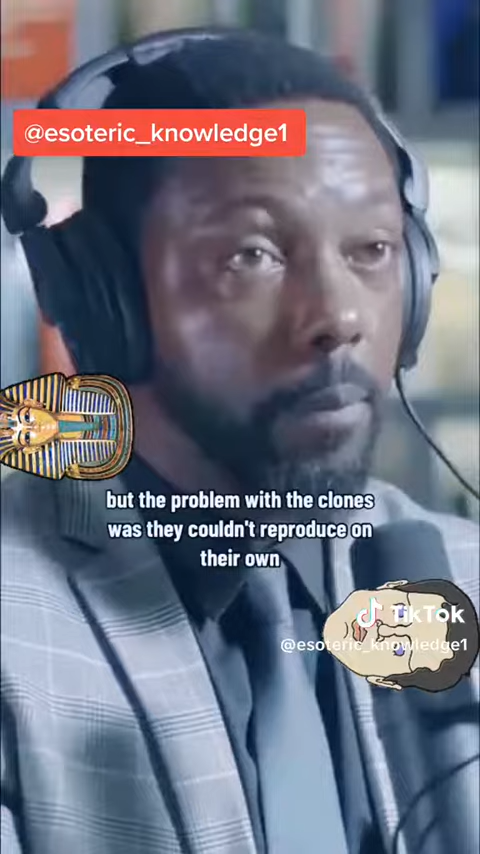 @esoteric_knowledge1
but the problem with the clones
was they couldn't reproduce on
their own
TikTok
@esoteric_knowledge1